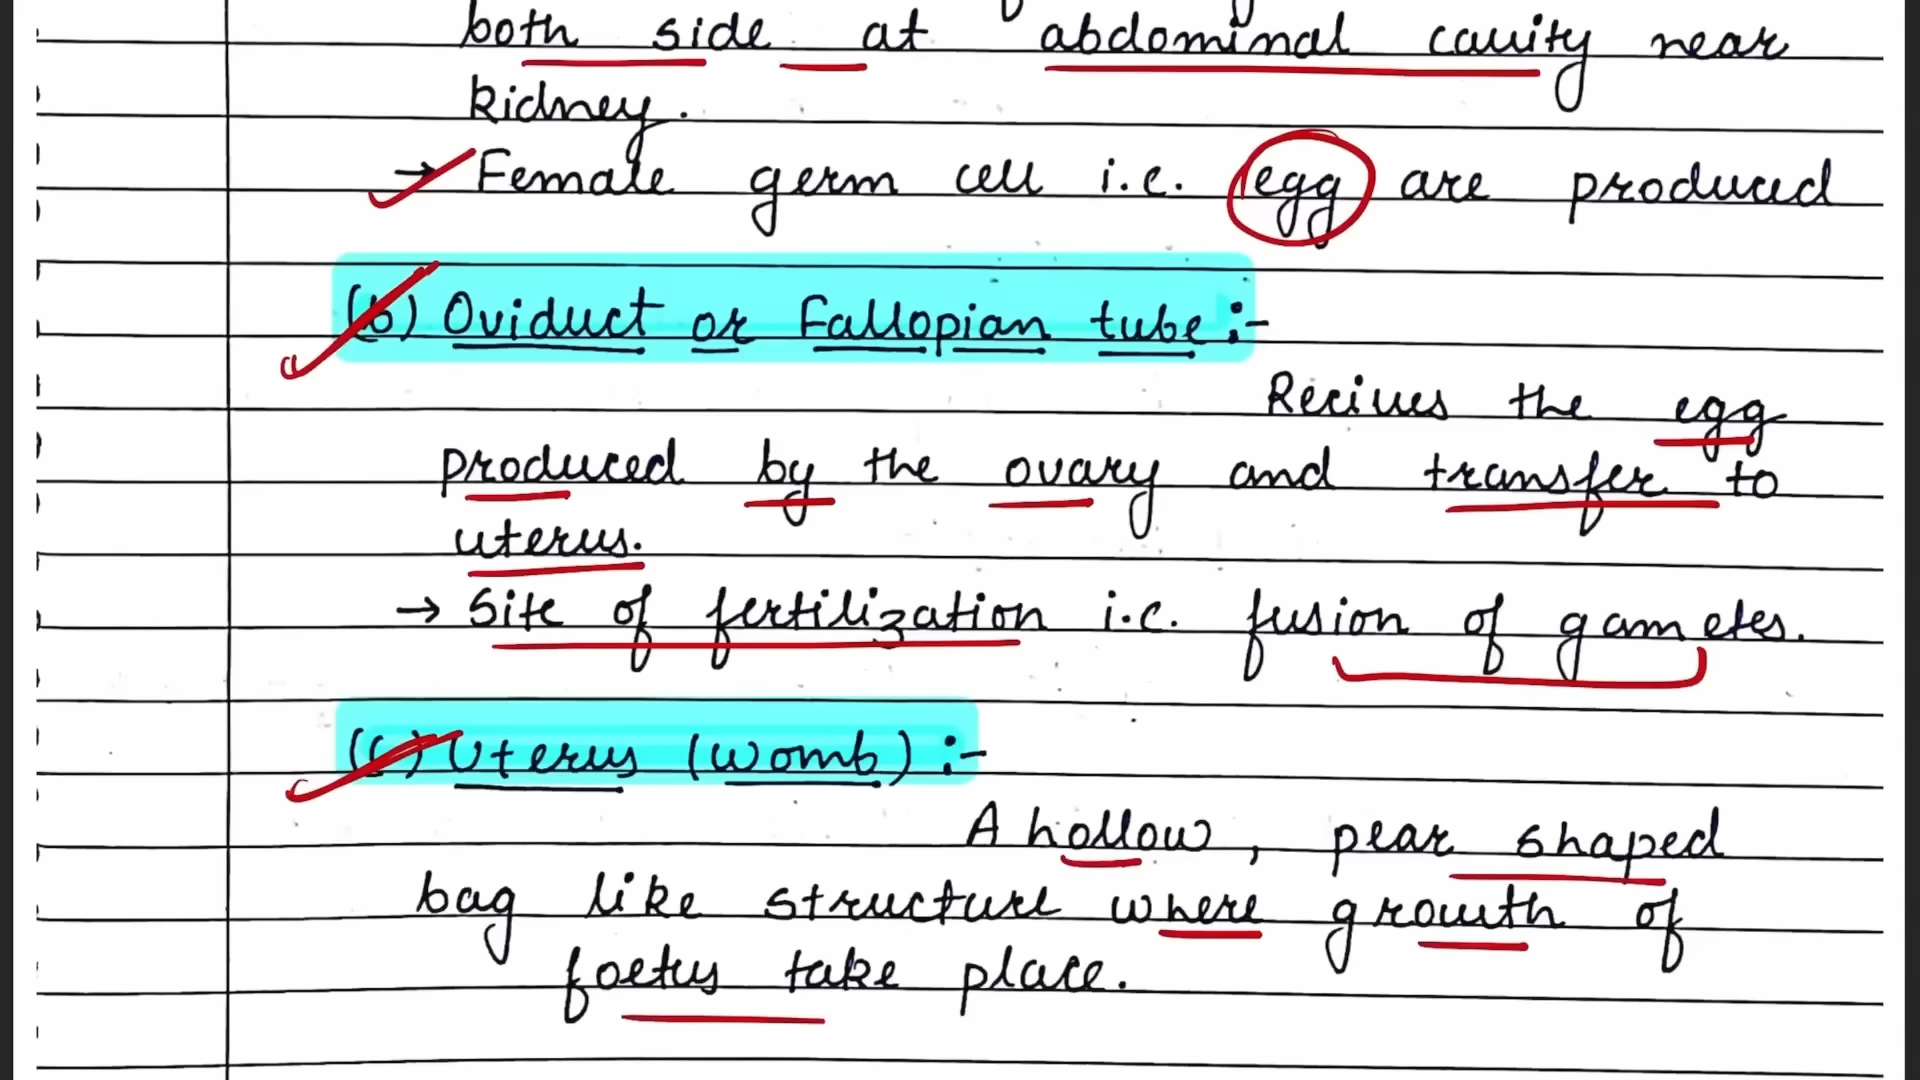 both side at abdominal cavity near
kidney.
→ Female germ cell i.e. egg are produced
(b) Oviduct or Fallopian tube :-
Recives the egg
produced by the ovary and transfer to
uterus.
→ Site of fertilization i.e. fusion of gametes.
(c) Uterus (womb) :-
A hollow, pear shaped
bag like structure where growth of
foetus take place.